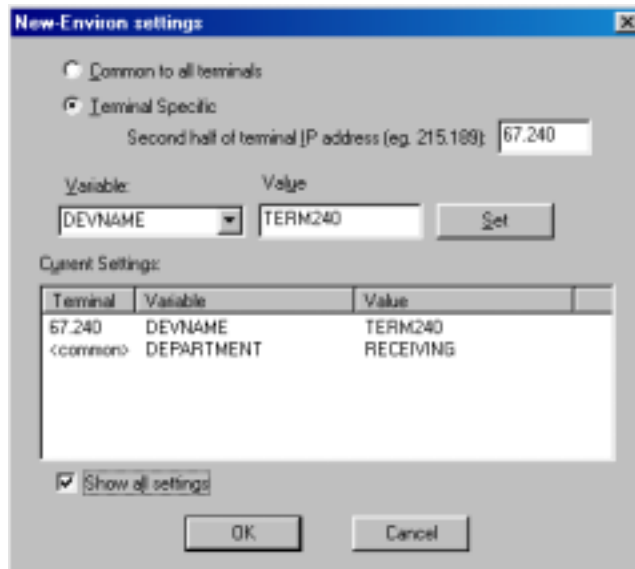 New-Environ settings
Common to all terminals
Terminal Specific
Second half of terminal IP address (eg. 215.189): 67.240
Variable: Value
DEVNAME TERM240 Set
Current Settings:
Terminal Variable Value
67.240 DEVNAME TERM240
<common> DEPARTMENT RECEIVING
Show all settings
OK Cancel